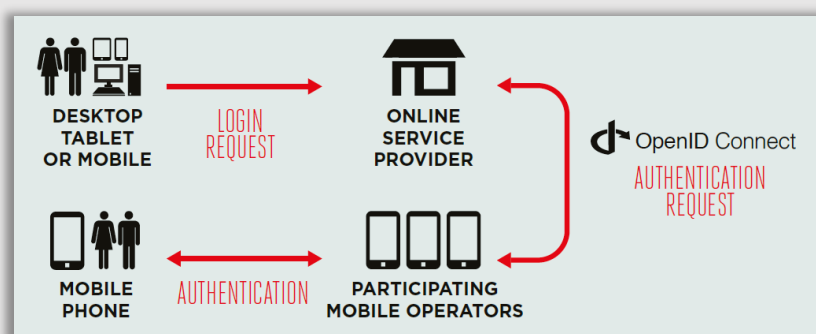 DESKTOP
TABLET
OR MOBILE
LOGIN
REQUEST
ONLINE
SERVICE
PROVIDER
OpenID Connect
AUTHENTICATION
REQUEST
MOBILE
PHONE
AUTHENTICATION
PARTICIPATING
MOBILE OPERATORS